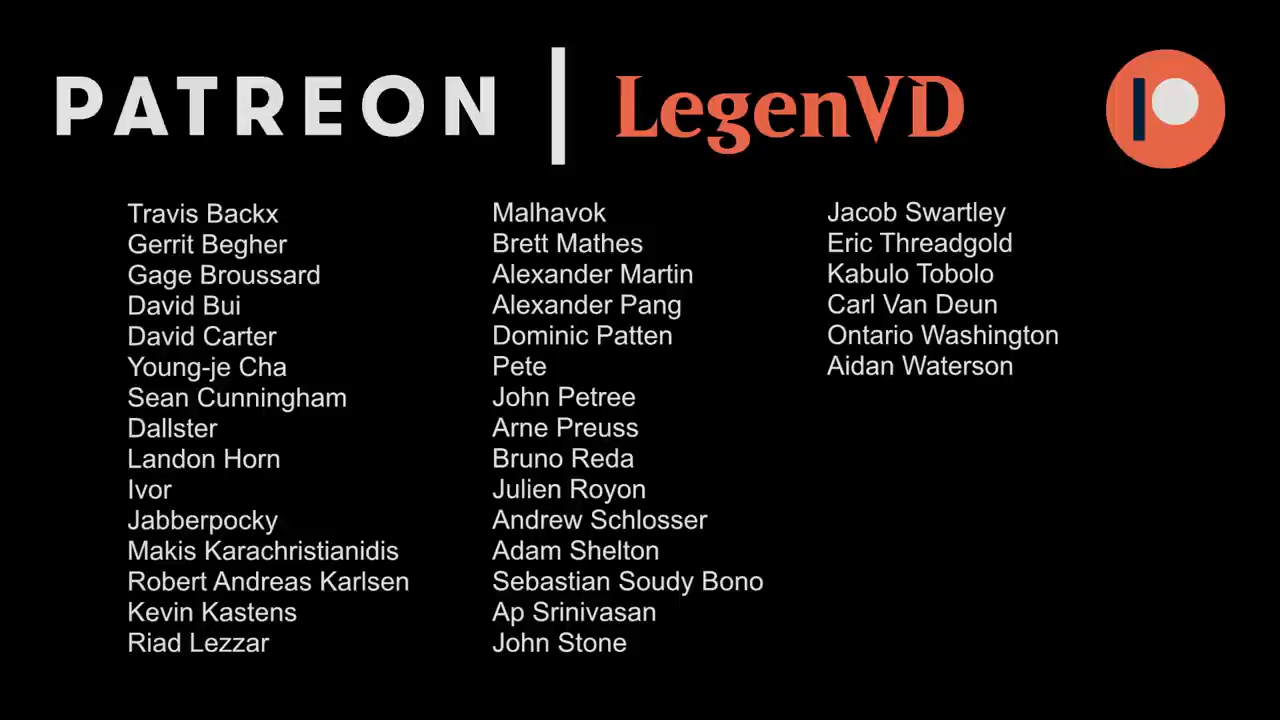 PATREON | LegenVD
Travis Backx
Gerrit Begher
Gage Broussard
David Bui
David Carter
Young-je Cha
Sean Cunningham
Dallster
Landon Horn
Ivor
Jabberpocky
Makis Karachristianidis
Robert Andreas Karlsen
Kevin Kastens
Riad Lezzar
Malhavok
Brett Mathes
Alexander Martin
Alexander Pang
Dominic Patten
Pete
John Petree
Arne Preuss
Bruno Reda
Julien Royon
Andrew Schlosser
Adam Shelton
Sebastian Soudy Bono
Ap Srinivasan
John Stone
Jacob Swartley
Eric Threadgold
Kabulo Tobolo
Carl Van Deun
Ontario Washington
Aidan Waterson